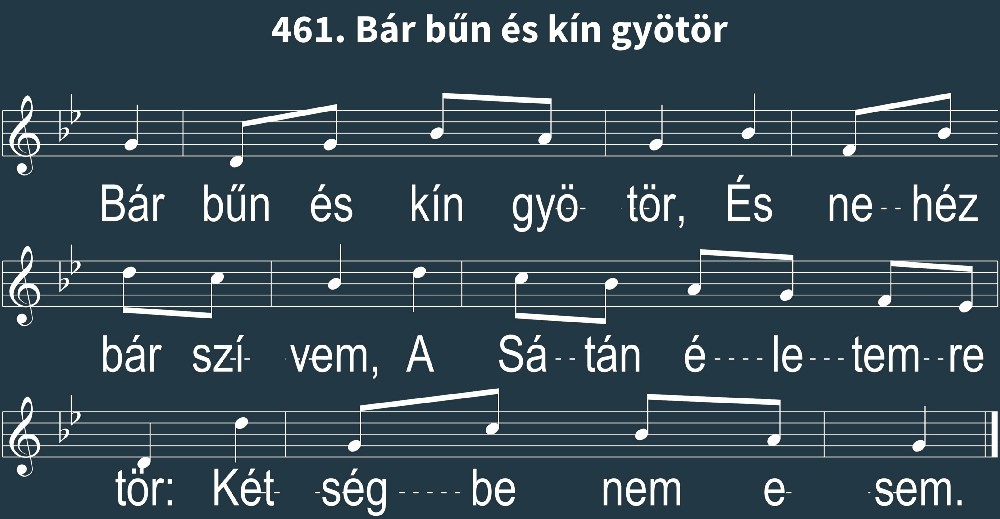 461. Bár bűn és kín gyötör
Bár bűn és kín gyö- tör, És ne - - héz
bár szí- vem, A Sá - - tán é - - - - le - - - tem - - re
tör: Két- -ség - - - - - be nem e- -sem.